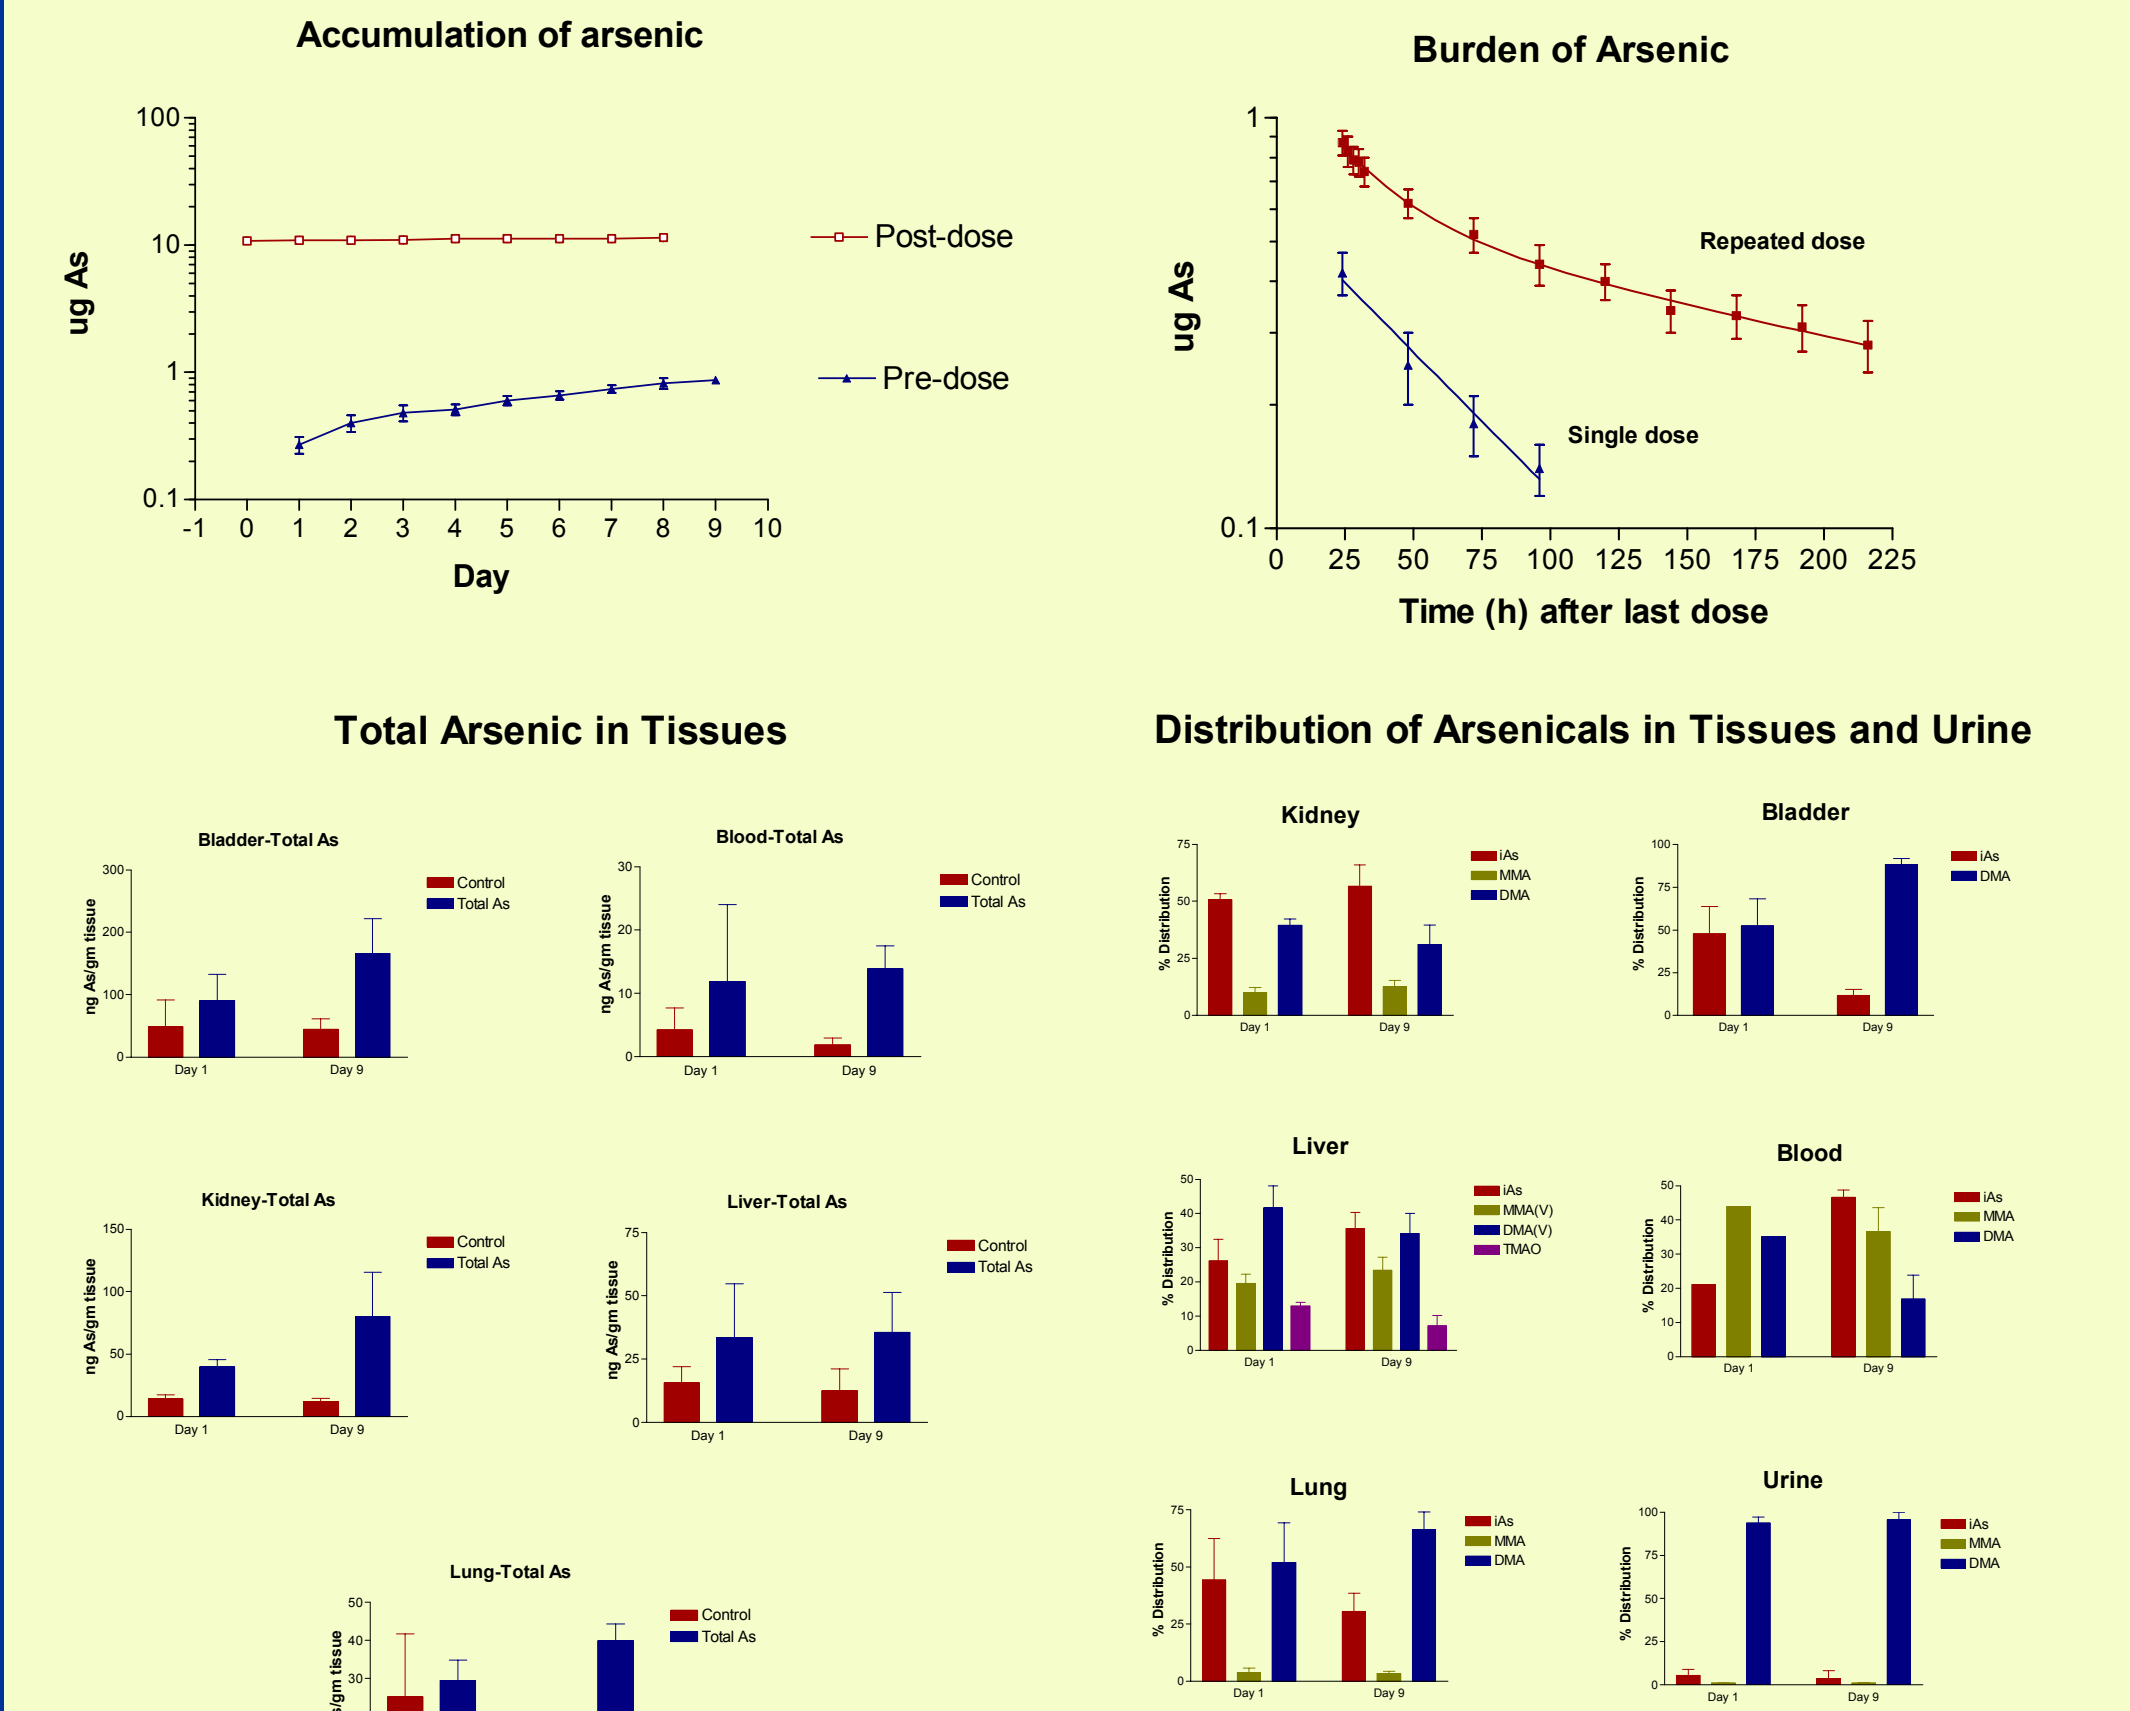 Accumulation of arsenic
100
10
1
0.1
ug As
-1 0 1 2 3 4 5 6 7 8 9 10
Day
Post-dose
Pre-dose
Burden of Arsenic
1
0.1
ug As
Repeated dose
Single dose
0 25 50 75 100 125 150 175 200 225
Time (h) after last dose
Total Arsenic in Tissues
Bladder-Total As
300
200
100
0
ng As/gm tissue
Day 1 Day 9
Control
Total As
Blood-Total As
30
20
10
0
ng As/gm tissue
Day 1 Day 9
Control
Total As
Kidney-Total As
150
100
50
0
ng As/gm tissue
Day 1 Day 9
Control
Total As
Liver-Total As
75
50
25
0
ng As/gm tissue
Day 1 Day 9
Control
Total As
Lung-Total As
50
40
30
s/gm tissue
Control
Total As
Distribution of Arsenicals in Tissues and Urine
Kidney
75
50
25
0
% Distribution
Day 1 Day 9
iAs
MMA
DMA
Bladder
100
75
50
25
0
% Distribution
Day 1 Day 9
iAs
DMA
Liver
50
40
30
20
10
0
% Distribution
Day 1 Day 9
iAs
MMA(V)
DMA(V)
TMAO
Blood
50
40
30
20
10
0
% Distribution
Day 1 Day 9
iAs
MMA
DMA
Lung
75
50
25
0
% Distribution
Day 1 Day 9
iAs
MMA
DMA
Urine
100
75
50
25
0
% Distribution
Day 1 Day 9
iAs
MMA
DMA